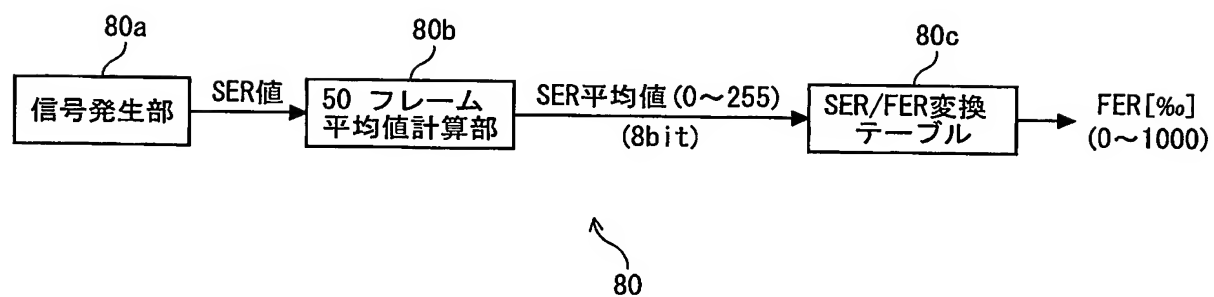 80a
80b
80c
信号発生部
SER値
50 フレーム
平均値計算部
SER平均値(0～255)
(8bit)
SER/FER変換
テーブル
FER[‰]
(0～1000)
80